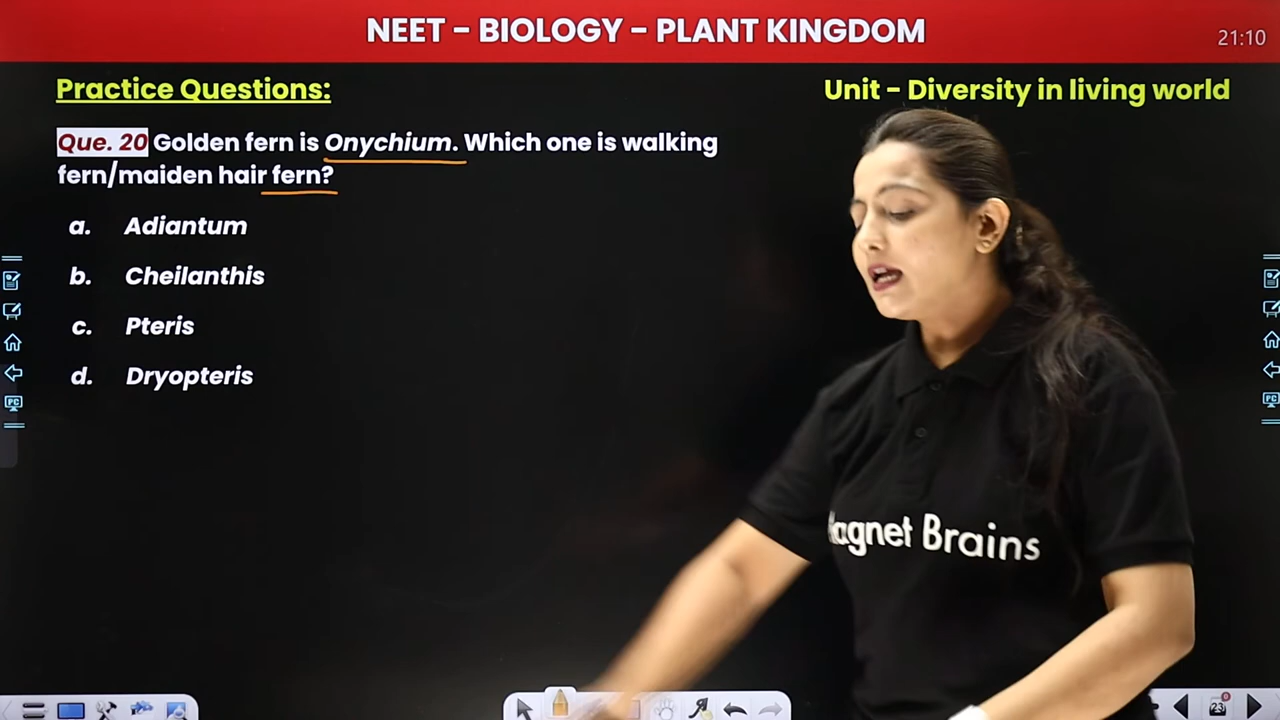 NEET - BIOLOGY - PLANT KINGDOM
21:10
Practice Questions:
Unit - Diversity in living world
Que. 20 Golden fern is Onychium. Which one is walking
fern/maiden hair fern?
a. Adiantum
b. Cheilanthis
c. Pteris
d. Dryopteris
agnet Brains
23